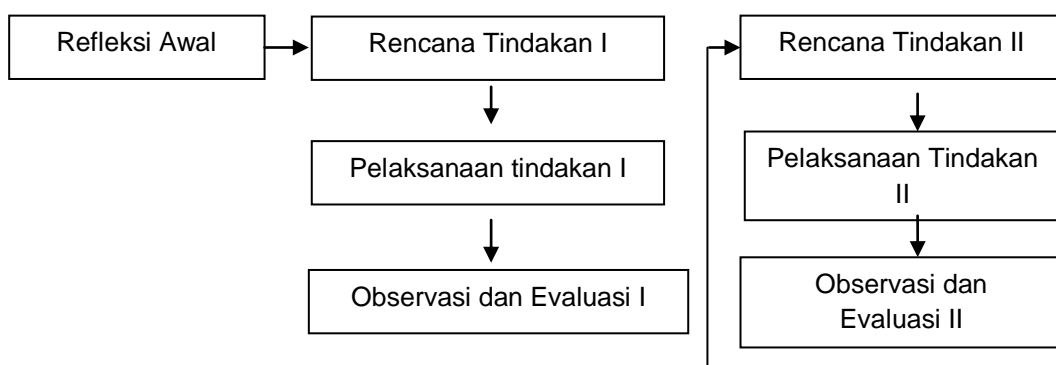 Refleksi Awal
Rencana Tindakan I
Pelaksanaan tindakan I
Observasi dan Evaluasi I
Rencana Tindakan II
Pelaksanaan Tindakan
II
Observasi dan
Evaluasi II